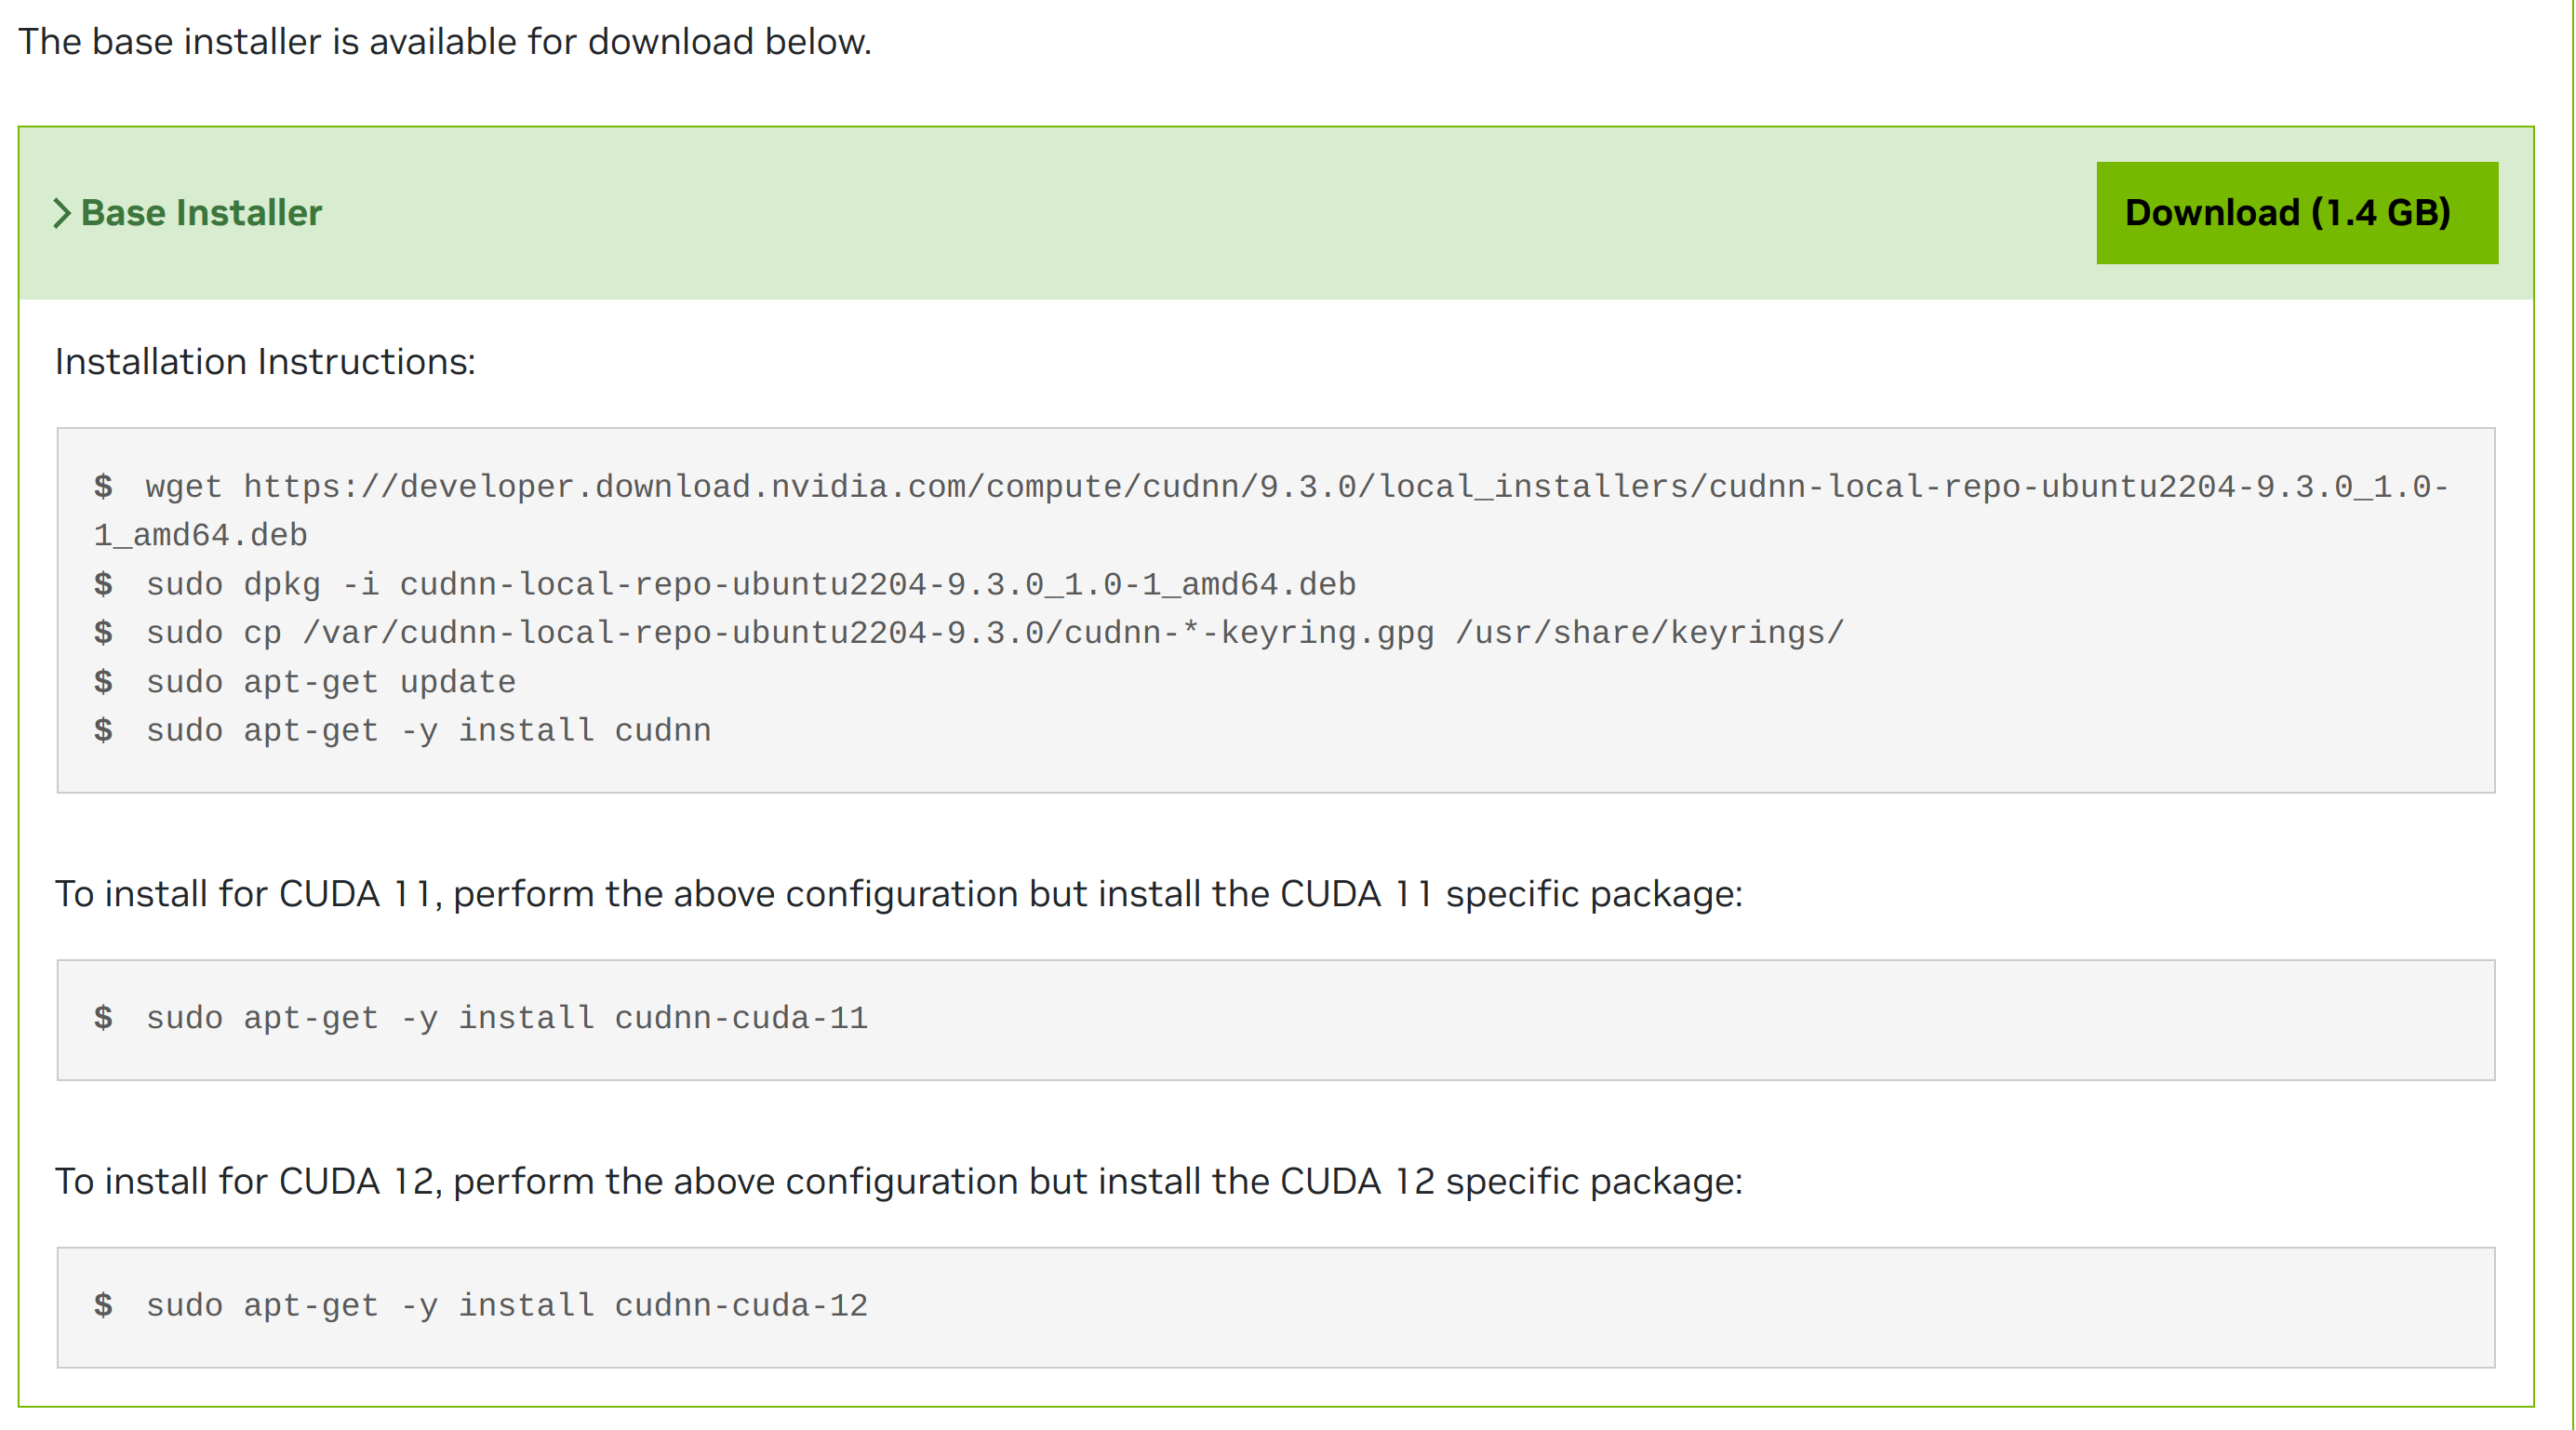 The base installer is available for download below.
Base Installer
Download (1.4 GB)
Installation Instructions:
$ wget https://developer.download.nvidia.com/compute/cudnn/9.3.0/local_installers/cudnn-local-repo-ubuntu2204-9.3.0_1.0-
1_amd64.deb
$ sudo dpkg -i cudnn-local-repo-ubuntu2204-9.3.0_1.0-1_amd64.deb
$ sudo cp /var/cudnn-local-repo-ubuntu2204-9.3.0/cudnn-*-keyring.gpg /usr/share/keyrings/
$ sudo apt-get update
$ sudo apt-get -y install cudnn
To install for CUDA 11, perform the above configuration but install the CUDA 11 specific package:
$ sudo apt-get -y install cudnn-cuda-11
To install for CUDA 12, perform the above configuration but install the CUDA 12 specific package:
$ sudo apt-get -y install cudnn-cuda-12